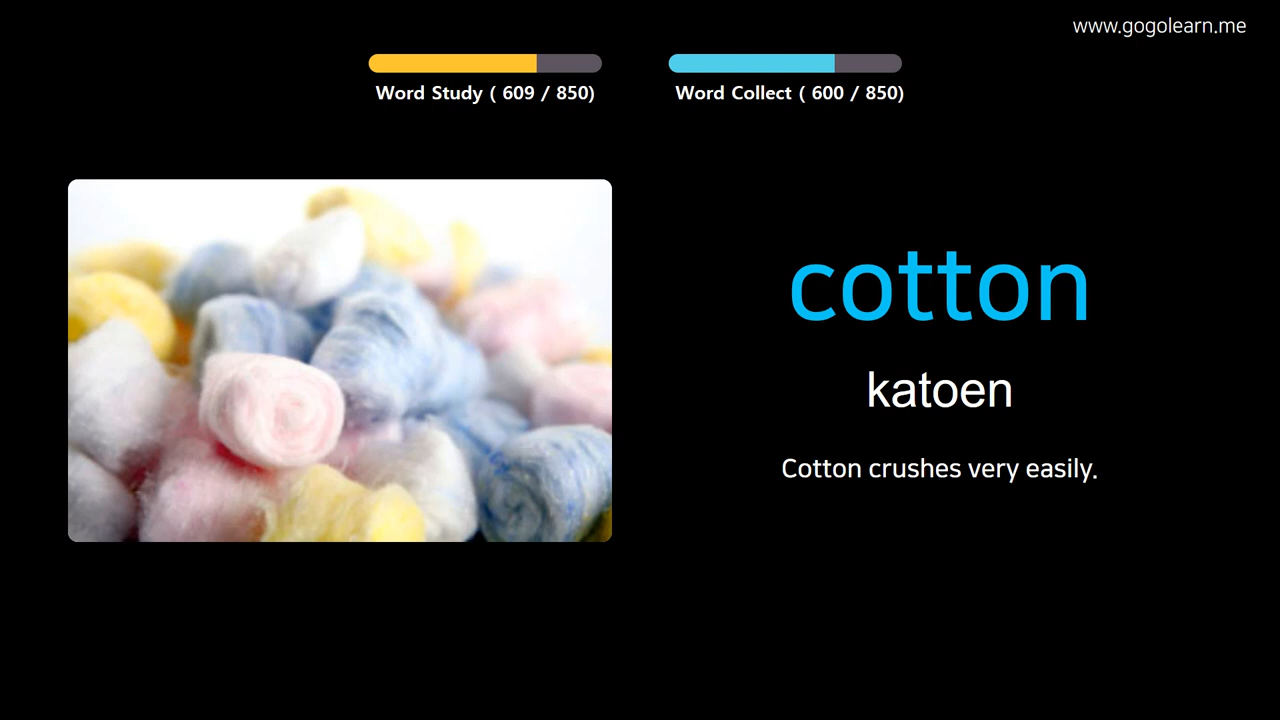 www.gogolearn.me
Word Study ( 609 / 850)
Word Collect ( 600 / 850)
cotton
katoen
Cotton crushes very easily.